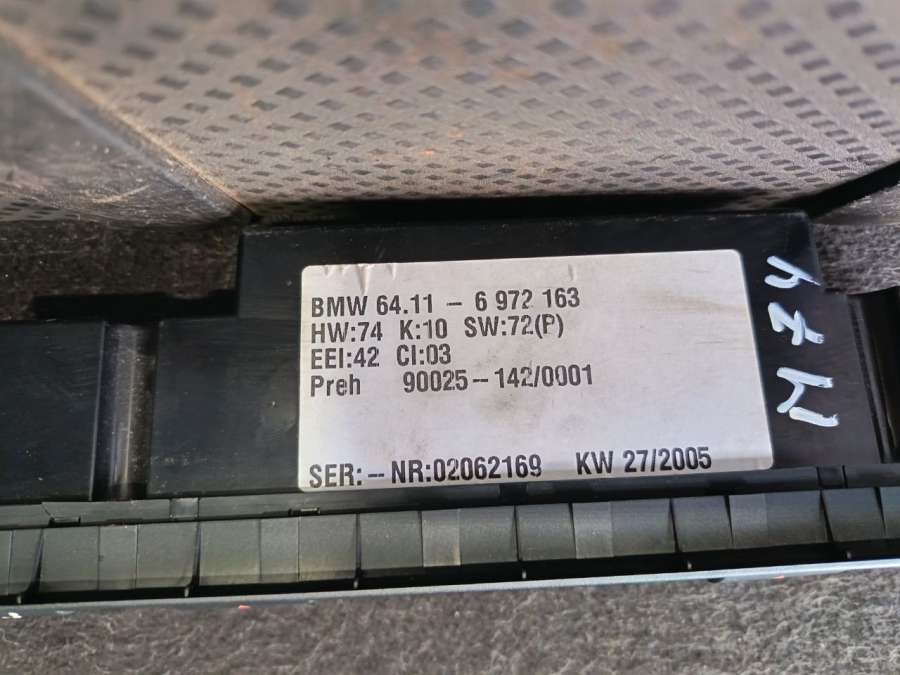 BMW 64.11 - 6 972 163
HW:74 K:10 SW:72(P)
EEI:42 CI:03
Preh 90025-142/0001
SER:-NR:02062169 KW 27/2005